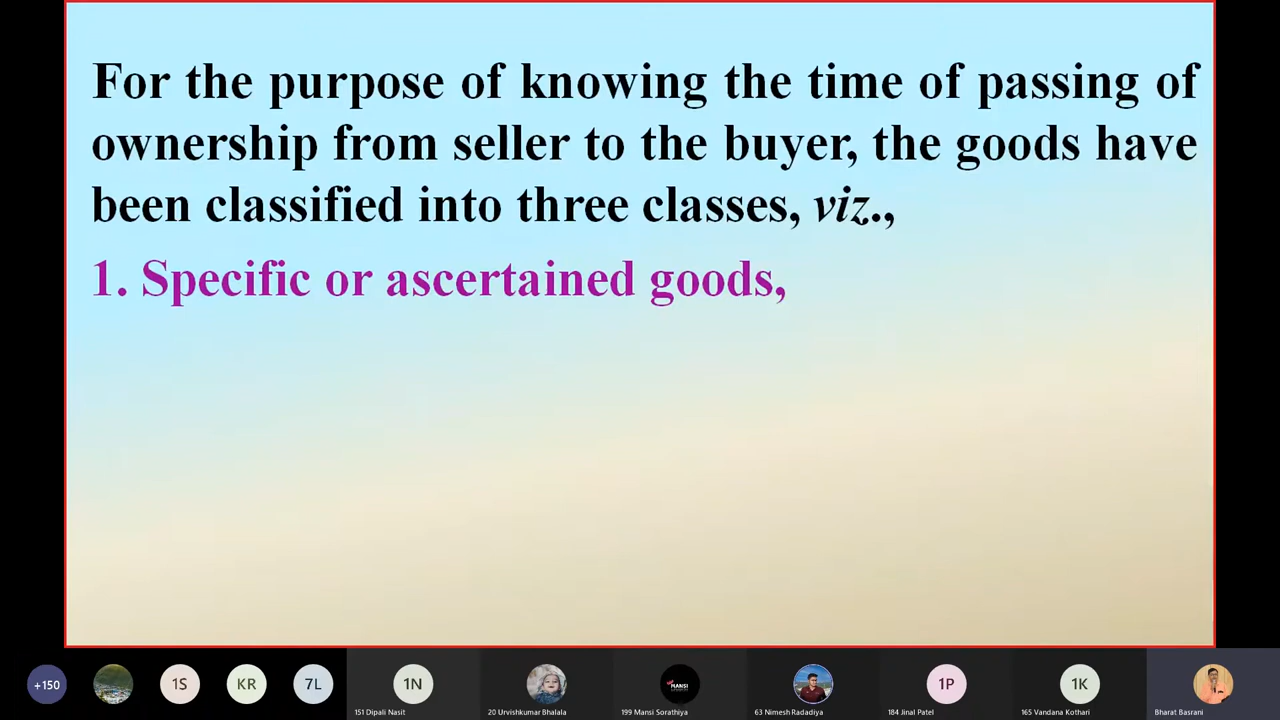 For the purpose of knowing the time of passing of
ownership from seller to the buyer, the goods have
been classified into three classes, viz.,
1. Specific or ascertained goods,
+150
1S
KR
7L
1N
MANSI
1P
1K
151 Dipali Nasit
20 Urvishkumar Bhalala
199 Mansi Sorathiya
63 Nimesh Radadiya
184 Jinal Patel
165 Vandana Kothari
Bharat Basrani